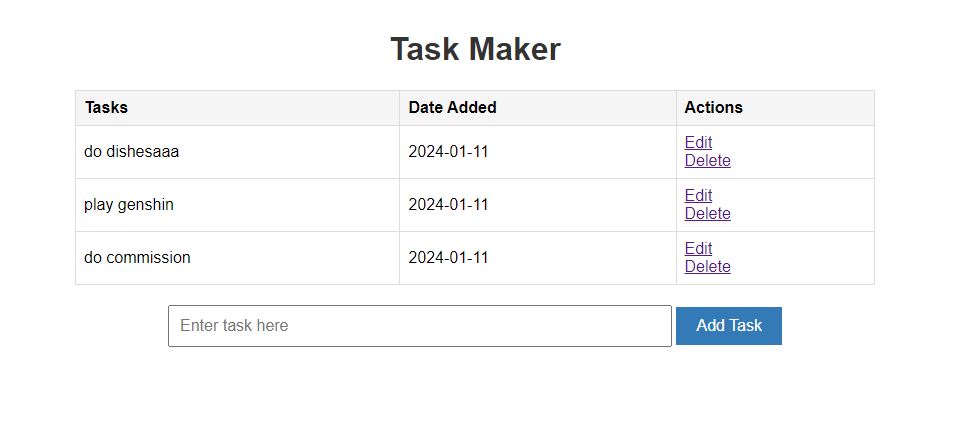 Task Maker
Tasks Date Added Actions
do dishesaaa 2024-01-11 Edit
Delete
play genshin 2024-01-11 Edit
Delete
do commission 2024-01-11 Edit
Delete
Enter task here Add Task